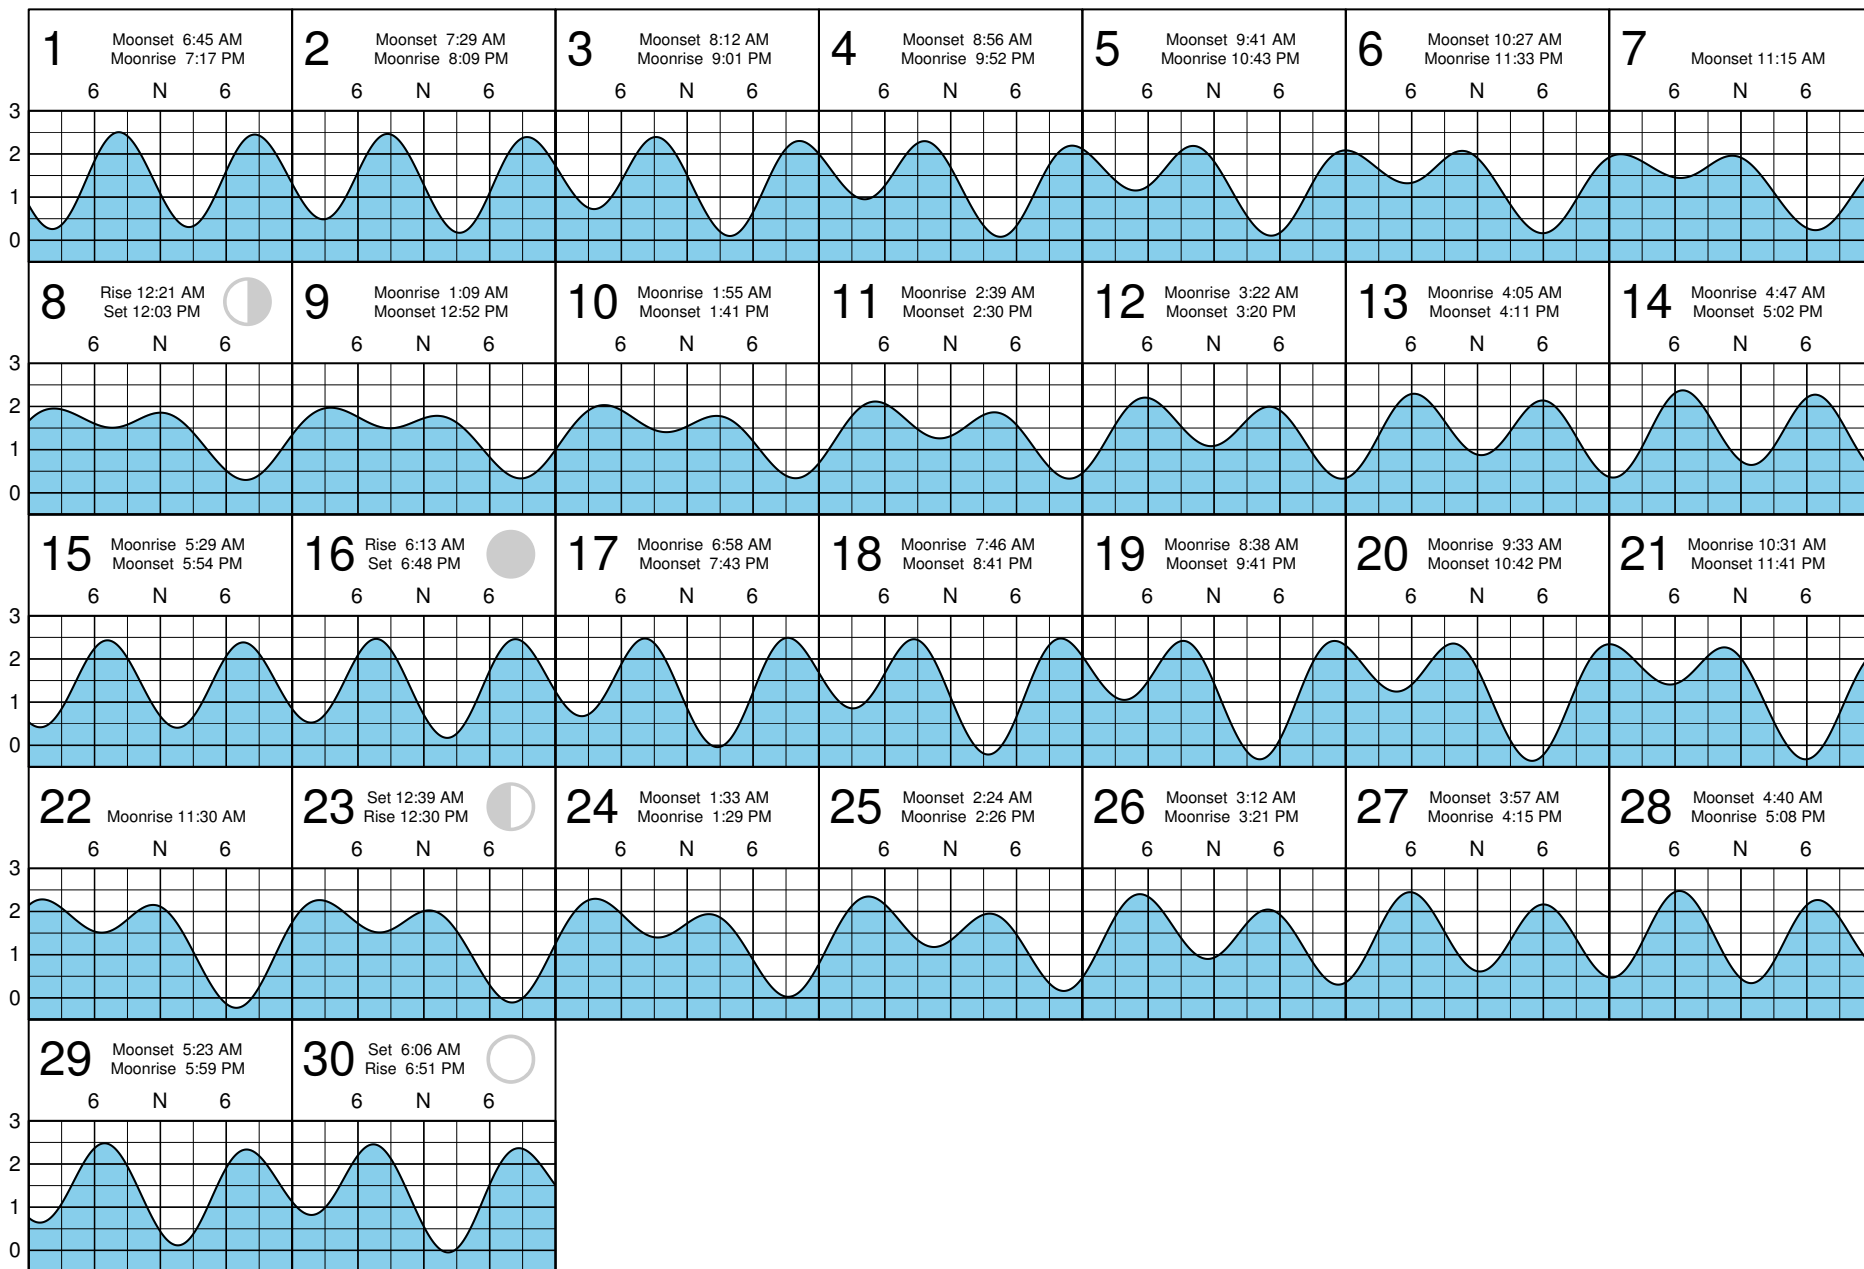 1 Moonset 6:45 AM
Moonrise 7:17 PM
6 N 6
2 Moonset 7:29 AM
Moonrise 8:09 PM
6 N 6
3 Moonset 8:12 AM
Moonrise 9:01 PM
6 N 6
4 Moonset 8:56 AM
Moonrise 9:52 PM
6 N 6
5 Moonset 9:41 AM
Moonrise 10:43 PM
6 N 6
6 Moonset 10:27 AM
Moonrise 11:33 PM
6 N 6
7
Moonset 11:15 AM
6 N 6
3
2
1
0
8 Rise 12:21 AM
Set 12:03 PM
6 N 6
9 Moonrise 1:09 AM
Moonset 12:52 PM
6 N 6
10 Moonrise 1:55 AM
Moonset 1:41 PM
6 N 6
11 Moonrise 2:39 AM
Moonset 2:30 PM
6 N 6
12 Moonrise 3:22 AM
Moonset 3:20 PM
6 N 6
13 Moonrise 4:05 AM
Moonset 4:11 PM
6 N 6
14 Moonrise 4:47 AM
Moonset 5:02 PM
6 N 6
3
2
1
0
15 Moonrise 5:29 AM
Moonset 5:54 PM
6 N 6
16 Rise 6:13 AM
Set 6:48 PM
6 N 6
17 Moonrise 6:58 AM
Moonset 7:43 PM
6 N 6
18 Moonrise 7:46 AM
Moonset 8:41 PM
6 N 6
19 Moonrise 8:38 AM
Moonset 9:41 PM
6 N 6
20 Moonrise 9:33 AM
Moonset 10:42 PM
6 N 6
21 Moonrise 10:31 AM
Moonset 11:41 PM
6 N 6
3
2
1
0
22
Moonrise 11:30 AM
6 N 6
23 Set 12:39 AM
Rise 12:30 PM
6 N 6
24 Moonset 1:33 AM
Moonrise 1:29 PM
6 N 6
25 Moonset 2:24 AM
Moonrise 2:26 PM
6 N 6
26 Moonset 3:12 AM
Moonrise 3:21 PM
6 N 6
27 Moonset 3:57 AM
Moonrise 4:15 PM
6 N 6
28 Moonset 4:40 AM
Moonrise 5:08 PM
6 N 6
3
2
1
0
29 Moonset 5:23 AM
Moonrise 5:59 PM
6 N 6
30 Set 6:06 AM
Rise 6:51 PM
6 N 6
3
2
1
0